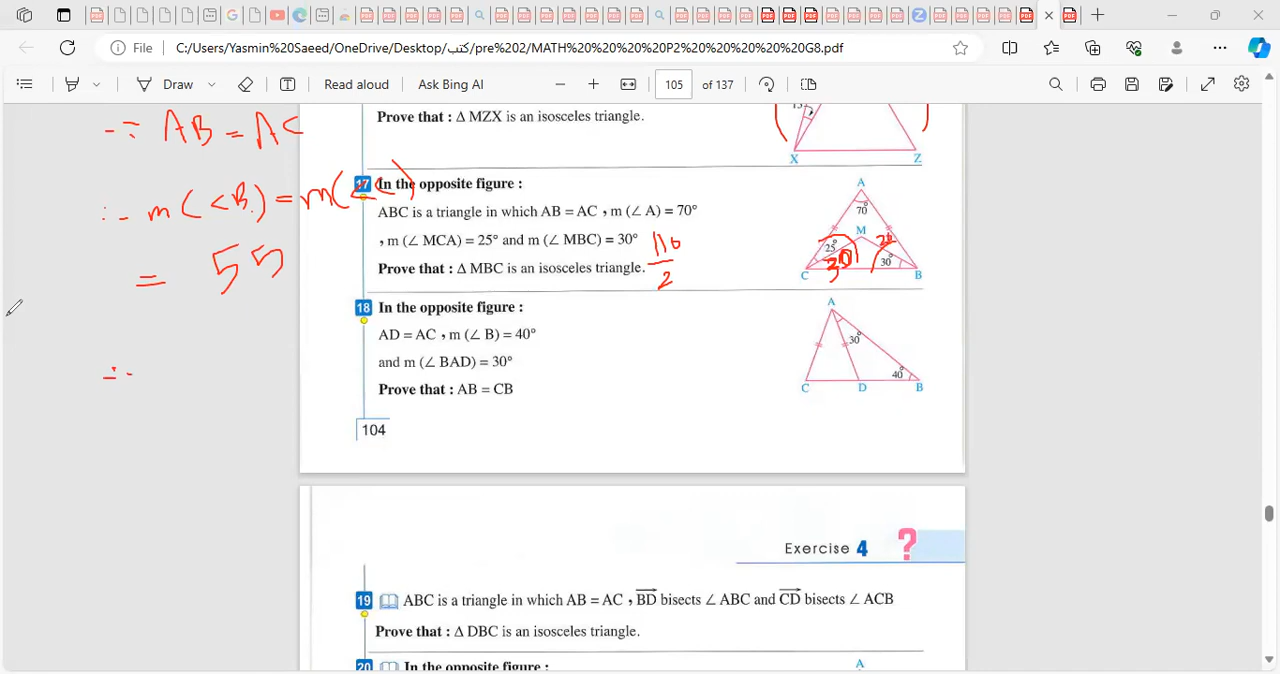 File
C:/Users/Yasmin%20Saeed/OneDrive/Desktop/كتب/pre%202/MATH%20%20%20%20P2%20%20%20%20%20%20G8.pdf
Draw
Read aloud
Ask Bing AI
105 of 137
∵ AB = AC
∴ m(<B) = m(<C)
= 55
∴
Prove that : Δ MZX is an isosceles triangle.
X Z
17 In the opposite figure :
ABC is a triangle in which AB = AC , m (∠ A) = 70°
, m (∠ MCA) = 25° and m (∠ MBC) = 30°
Prove that : Δ MBC is an isosceles triangle.
110
2
A
70°
M
25°
30
30°
C B
18 In the opposite figure :
AD = AC , m (∠ B) = 40°
and m (∠ BAD) = 30°
Prove that : AB = CB
A
30°
40°
C D B
104
Exercise 4 ?
19 ABC is a triangle in which AB = AC , BD bisects ∠ ABC and CD bisects ∠ ACB
Prove that : Δ DBC is an isosceles triangle.
20 In the opposite figure :
A